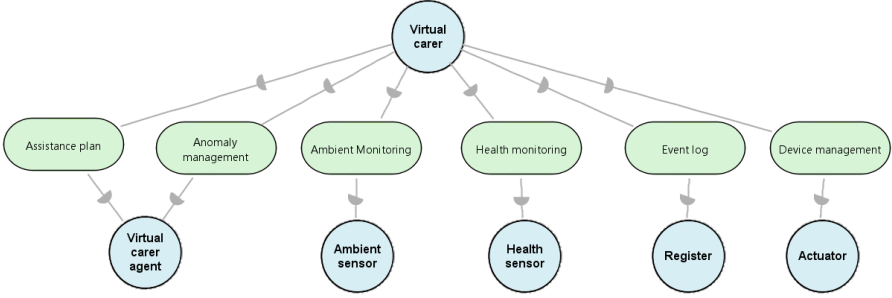 Virtual
carer
Assistance plan
Anomaly
management
Ambient Monitoring
Health monitoring
Event log
Device management
Virtual
carer
agent
Ambient
sensor
Health
sensor
Register
Actuator